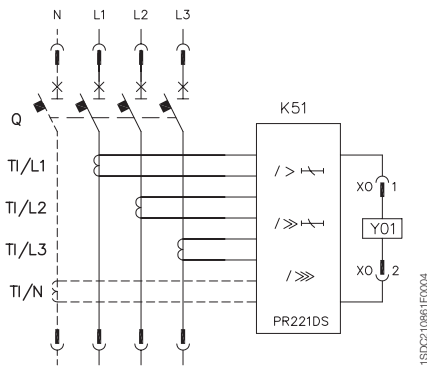 N L1 L2 L3
K51
Q
TI/L1
TI/L2
TI/L3
TI/N
I >
I >>
I >>>
PR221DS
X0 1
Y01
X0 2
1SDC210861F0004